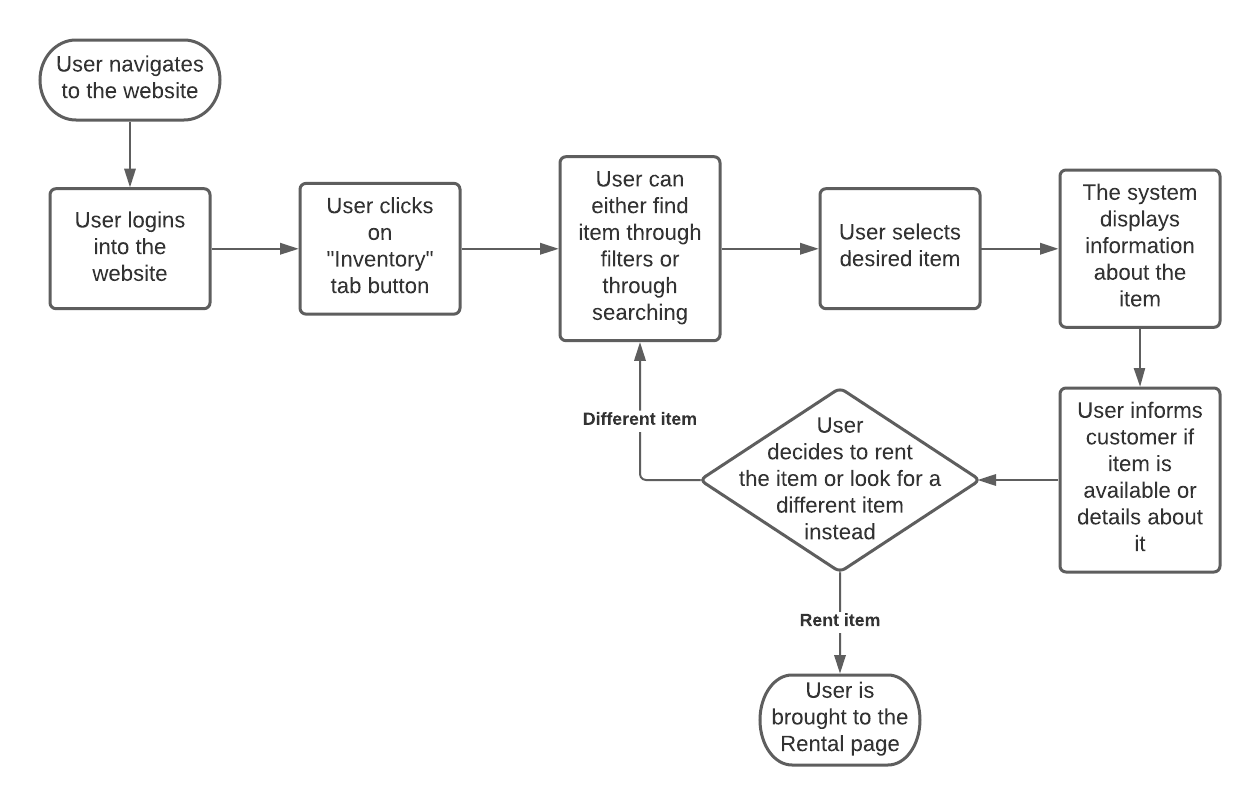 User navigates
to the website
User logins
into the
website
User clicks
on
"Inventory"
tab button
User can
either find
item through
filters or
through
searching
User selects
desired item
The system
displays
information
about the
item
User informs
customer if
item is
available or
details about
it
User
decides to rent
the item or look for a
different item
instead
Different item
Rent item
User is
brought to the
Rental page